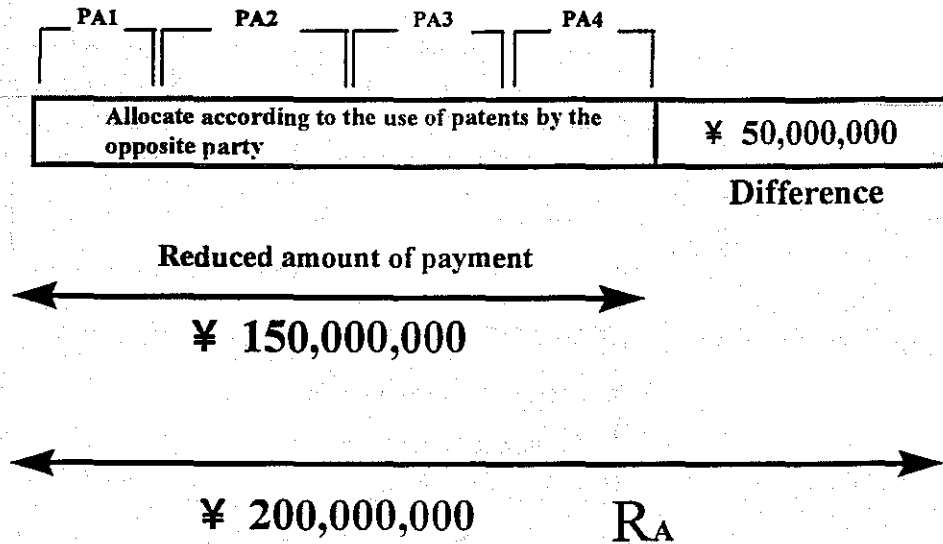 PA1 PA2 PA3 PA4
Allocate according to the use of patents by the
opposite party
¥ 50,000,000
Difference
Reduced amount of payment
¥ 150,000,000
¥ 200,000,000 RA